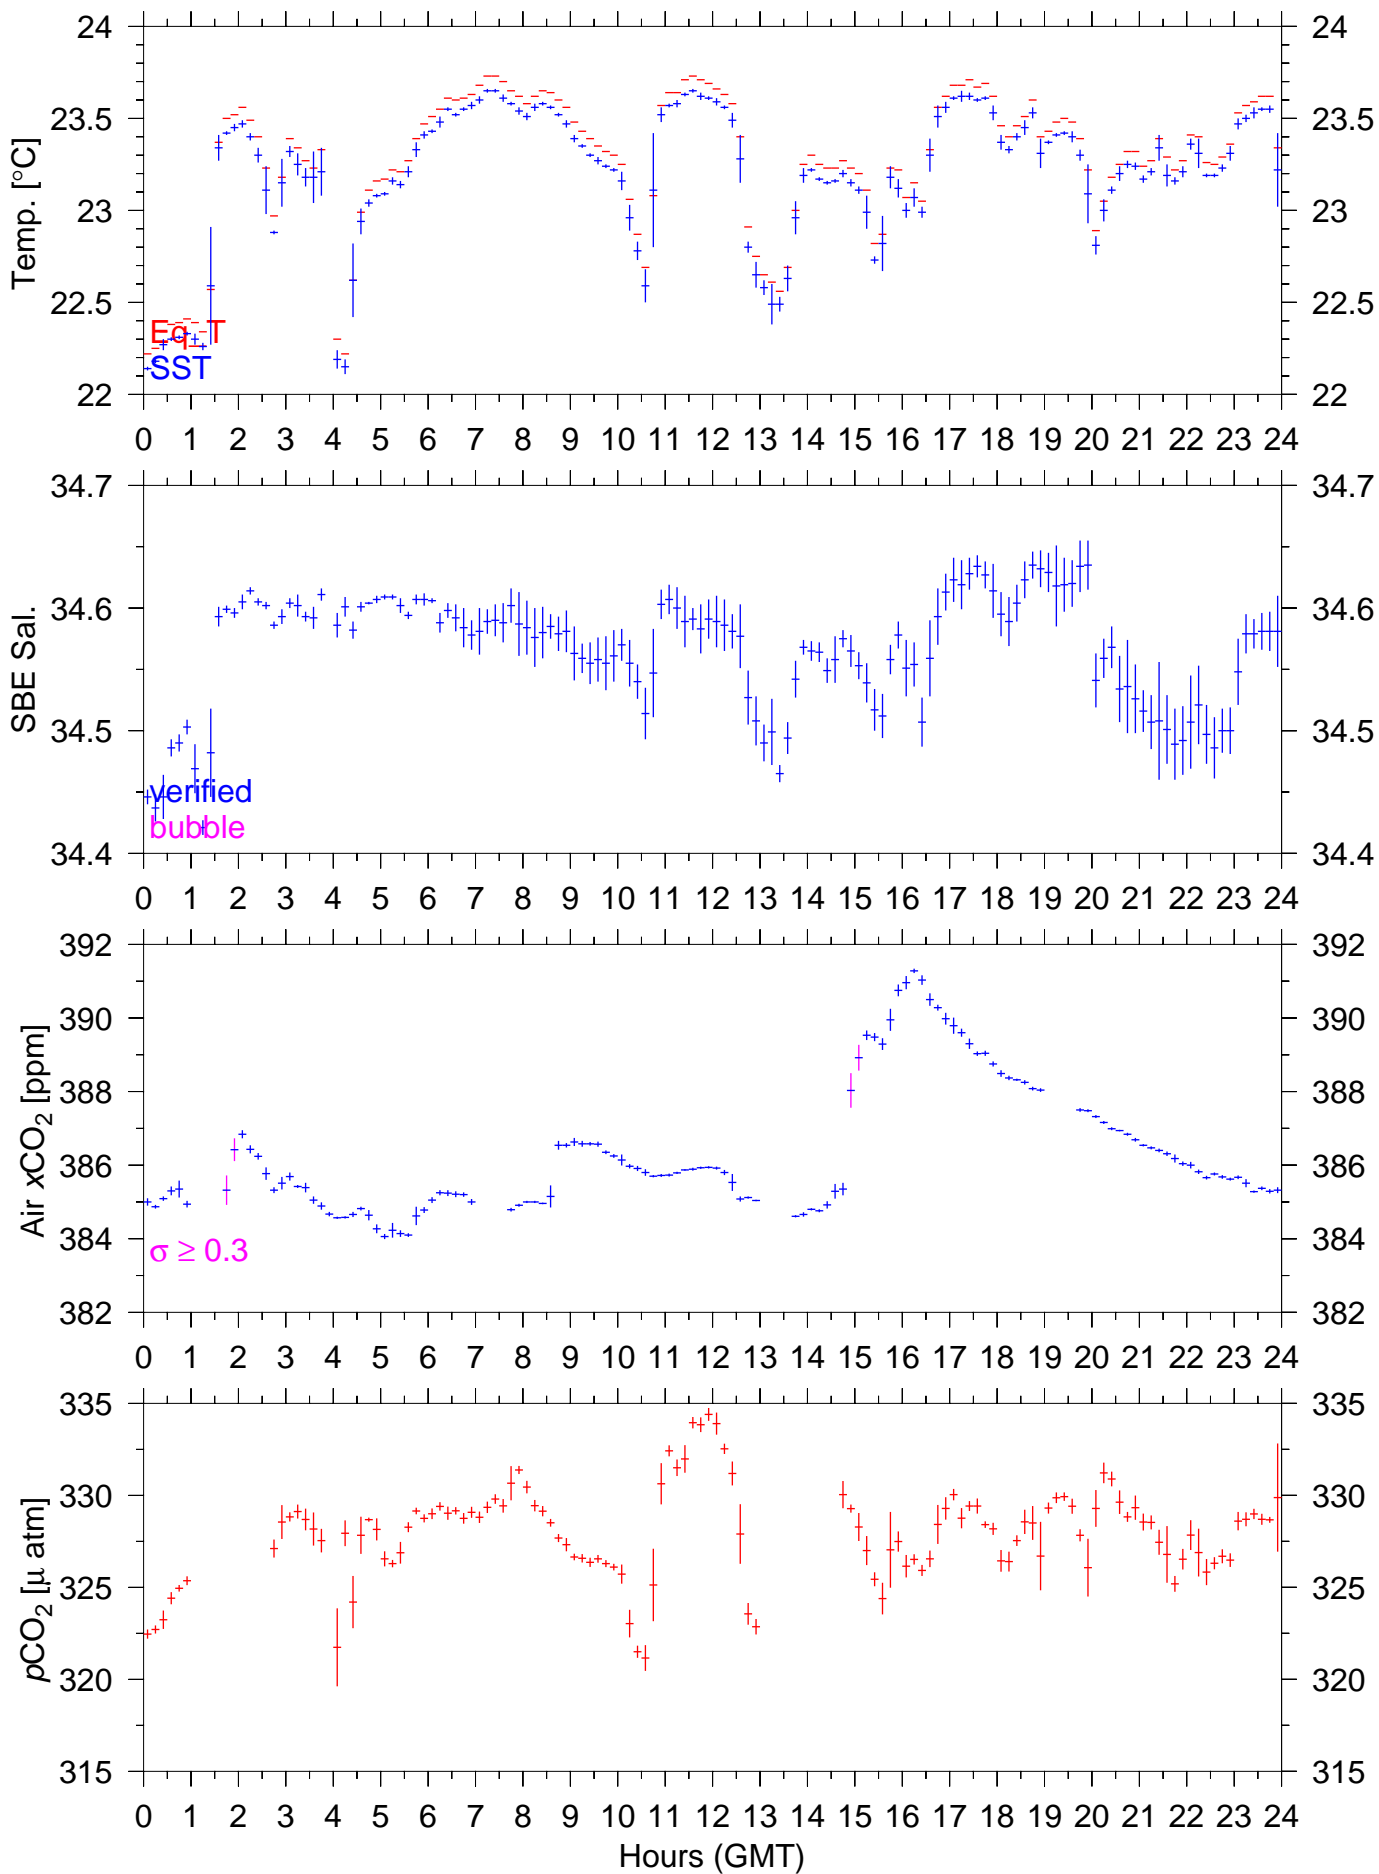 24 24
23.5 23.5
23 23
22.5 22.5
22 22
Temp. [°C]
Eq. T
SST
0 1 2 3 4 5 6 7 8 9 10 11 12 13 14 15 16 17 18 19 20 21 22 23 24
34.7 34.7
34.6 34.6
34.5 34.5
34.4 34.4
SBE Sal.
verified
bubble
0 1 2 3 4 5 6 7 8 9 10 11 12 13 14 15 16 17 18 19 20 21 22 23 24
392 392
390 390
388 388
386 386
384 384
382 382
Air xCO₂ [ppm]
σ ≥ 0.3
0 1 2 3 4 5 6 7 8 9 10 11 12 13 14 15 16 17 18 19 20 21 22 23 24
335 335
330 330
325 325
320 320
315 315
pCO₂ [μ atm]
0 1 2 3 4 5 6 7 8 9 10 11 12 13 14 15 16 17 18 19 20 21 22 23 24
Hours (GMT)